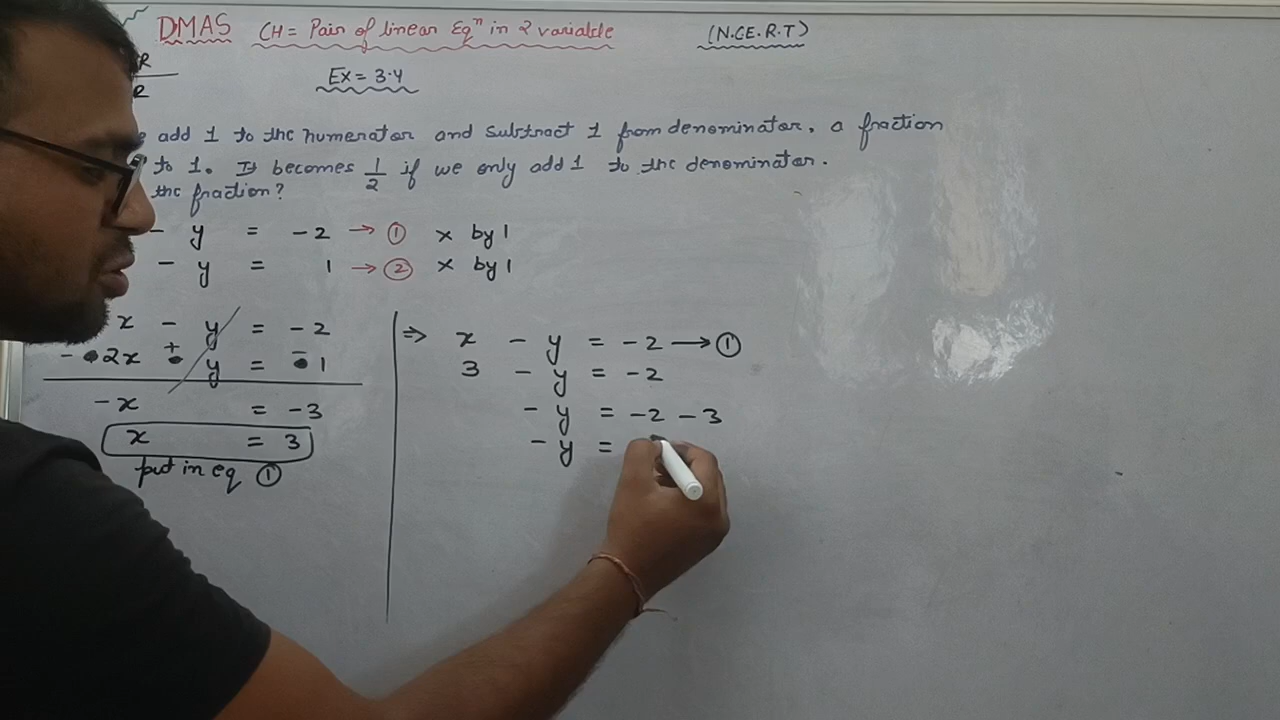 DMAS CH = Pair of linear Eqⁿ in 2 variable (N.C.E.R.T)
R
Ex = 3.4
add 1 to the numerator and substract 1 from denominator, a fraction
to 1. It becomes 1/2 if we only add 1 to the denominator.
the fraction?
- y = -2 → ① × by 1
- y = 1 → ② × by 1
x - y = -2
- 2x + y = - 1
-x = -3
x = 3
put in eq ①
⇒ x - y = -2 → ①
3 - y = -2
- y = -2 - 3
- y =